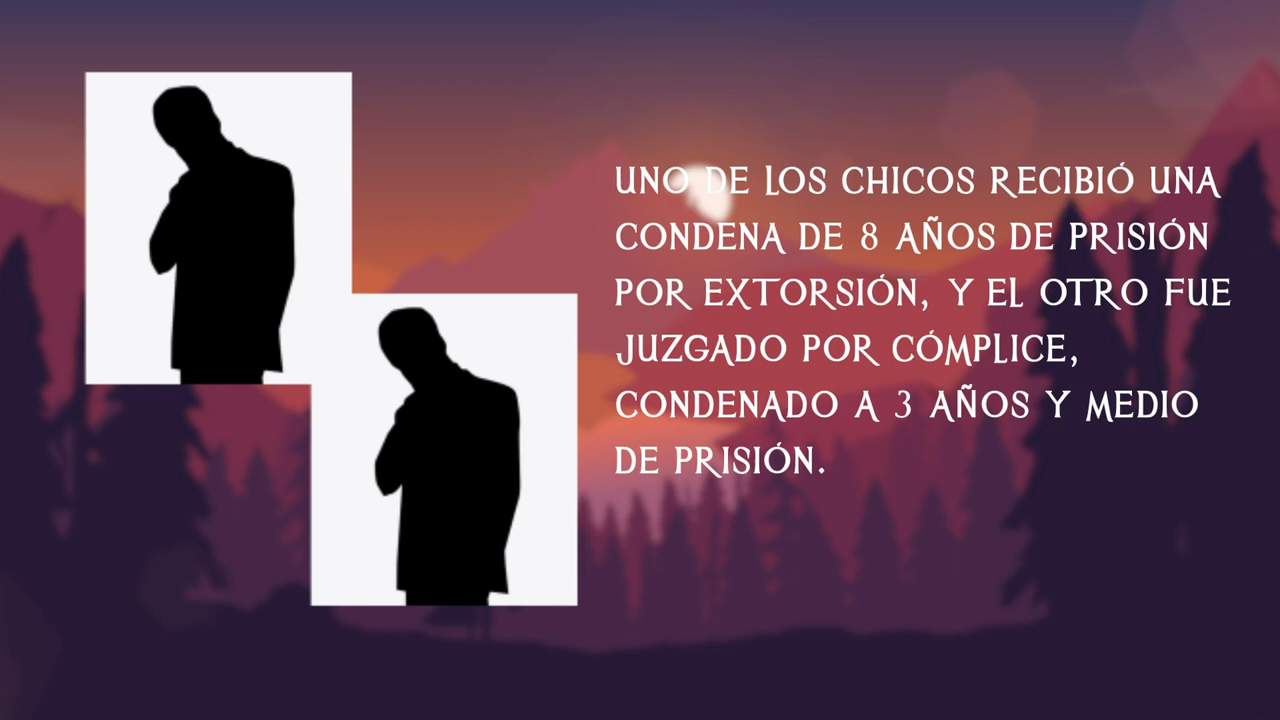 UNO DE LOS CHICOS RECIBIÓ UNA
CONDENA DE 8 AÑOS DE PRISIÓN
POR EXTORSIÓN, Y EL OTRO FUE
JUZGADO POR CÓMPLICE,
CONDENADO A 3 AÑOS Y MEDIO
DE PRISIÓN.